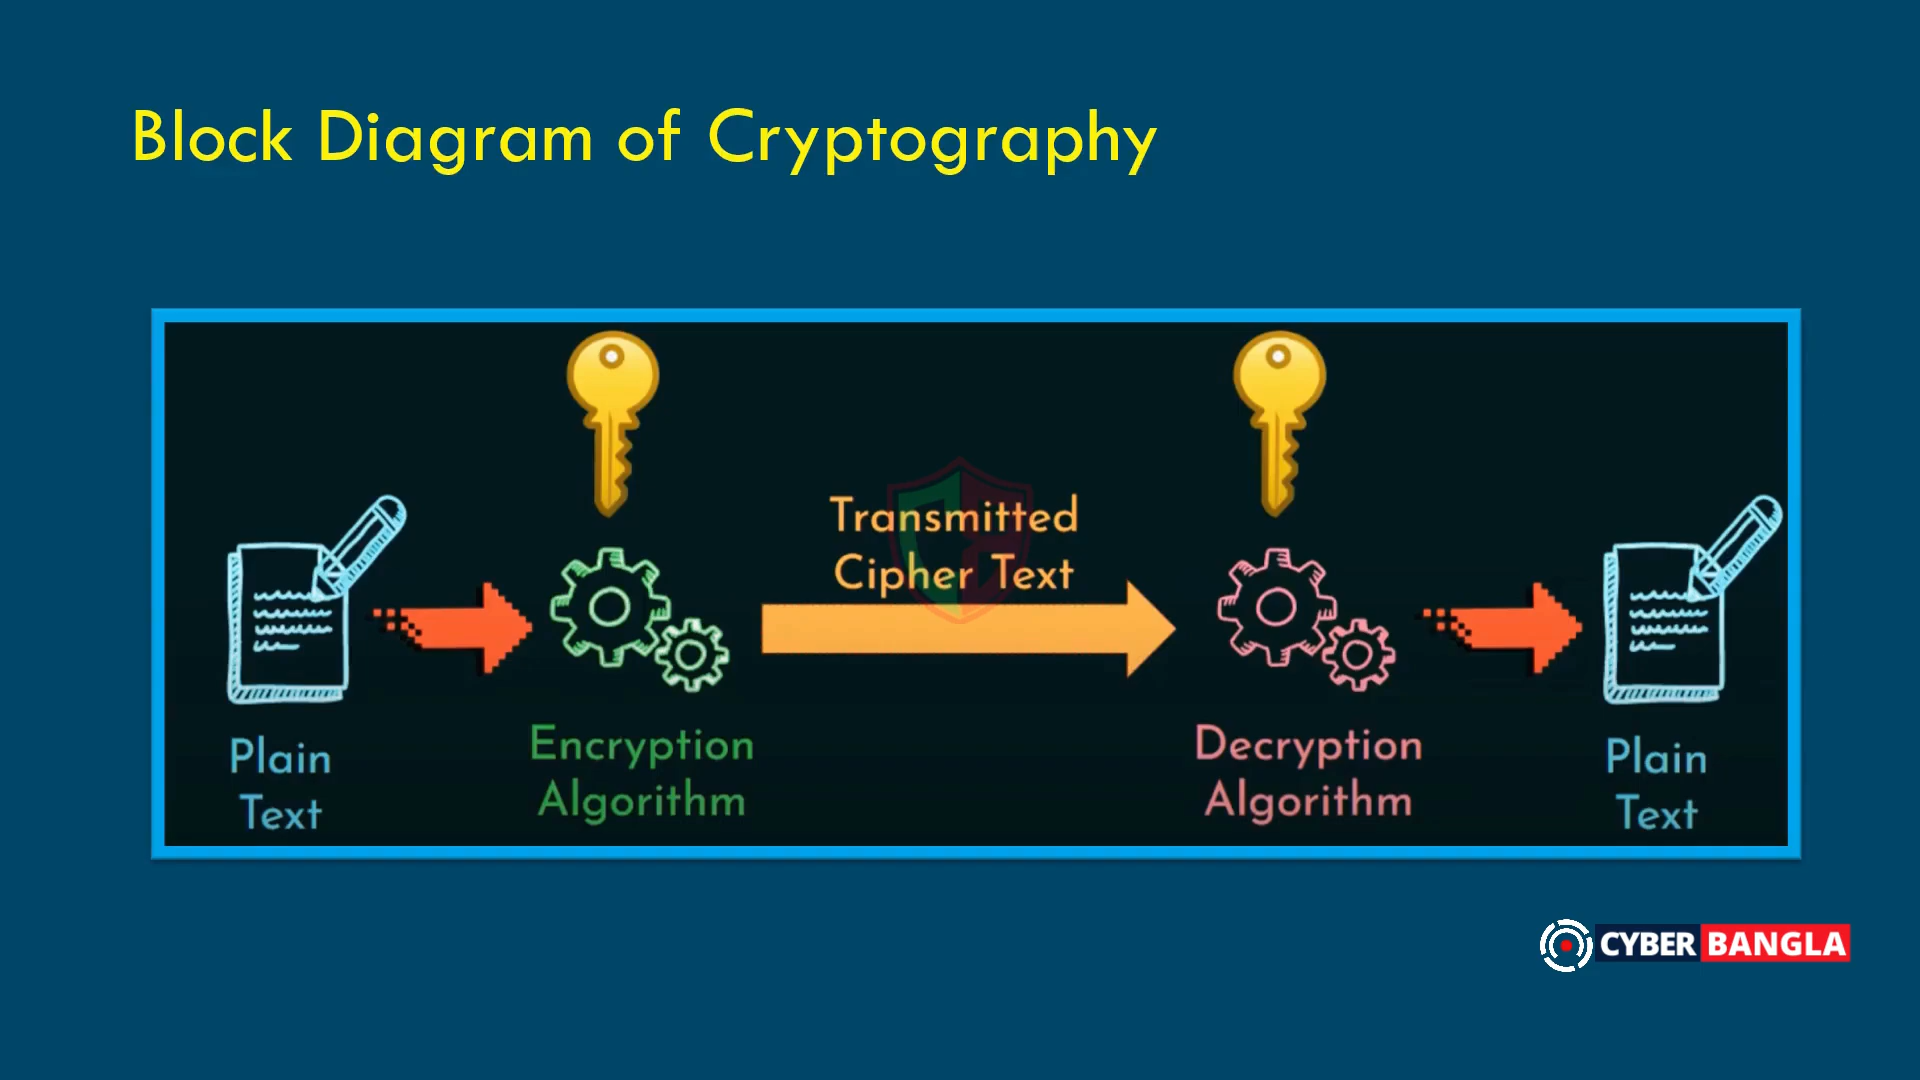 Block Diagram of Cryptography
Transmitted
Cipher Text
Plain
Text
Encryption
Algorithm
Decryption
Algorithm
Plain
Text
CYBER BANGLA